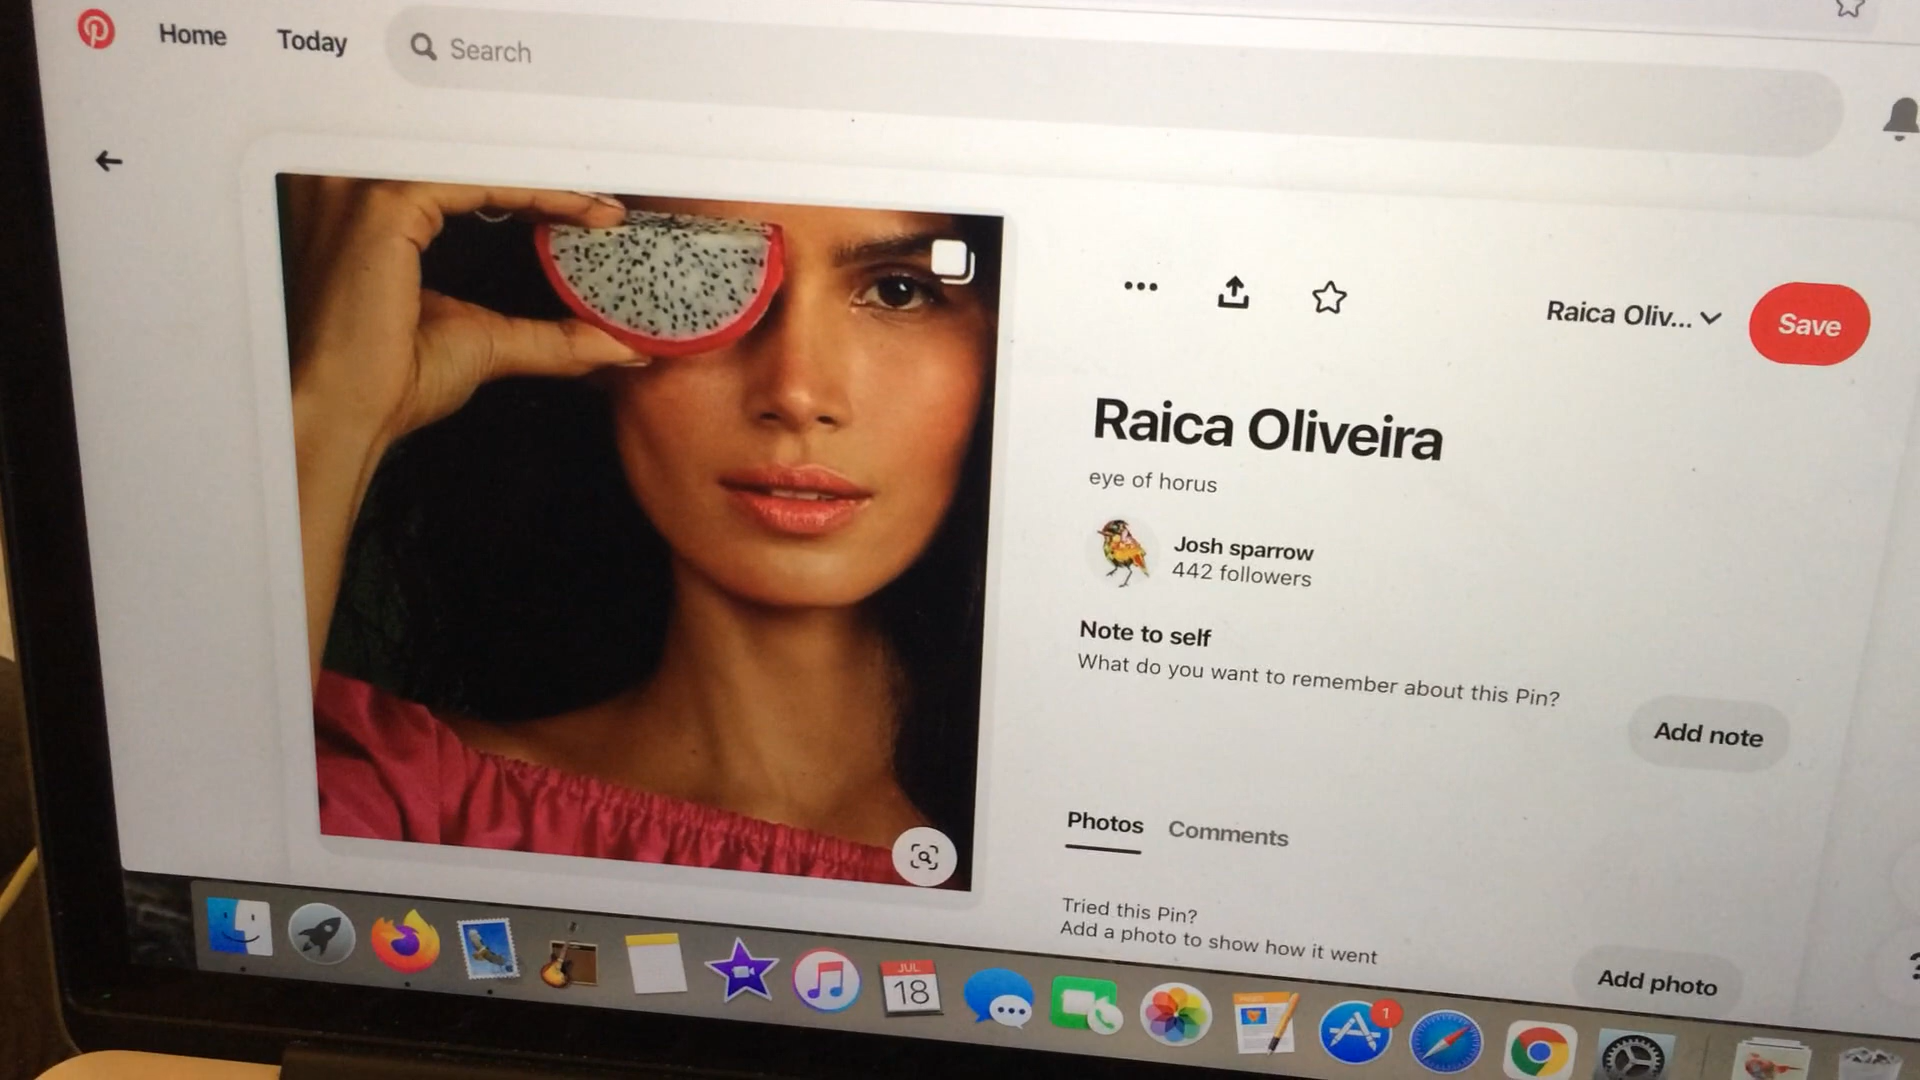 Home
Today
Search
Raica Oliv...
Save
Raica Oliveira
eye of horus
Josh sparrow
442 followers
Note to self
What do you want to remember about this Pin?
Add note
Photos
Comments
Tried this Pin?
Add a photo to show how it went
Add photo
?
JUL
18
1